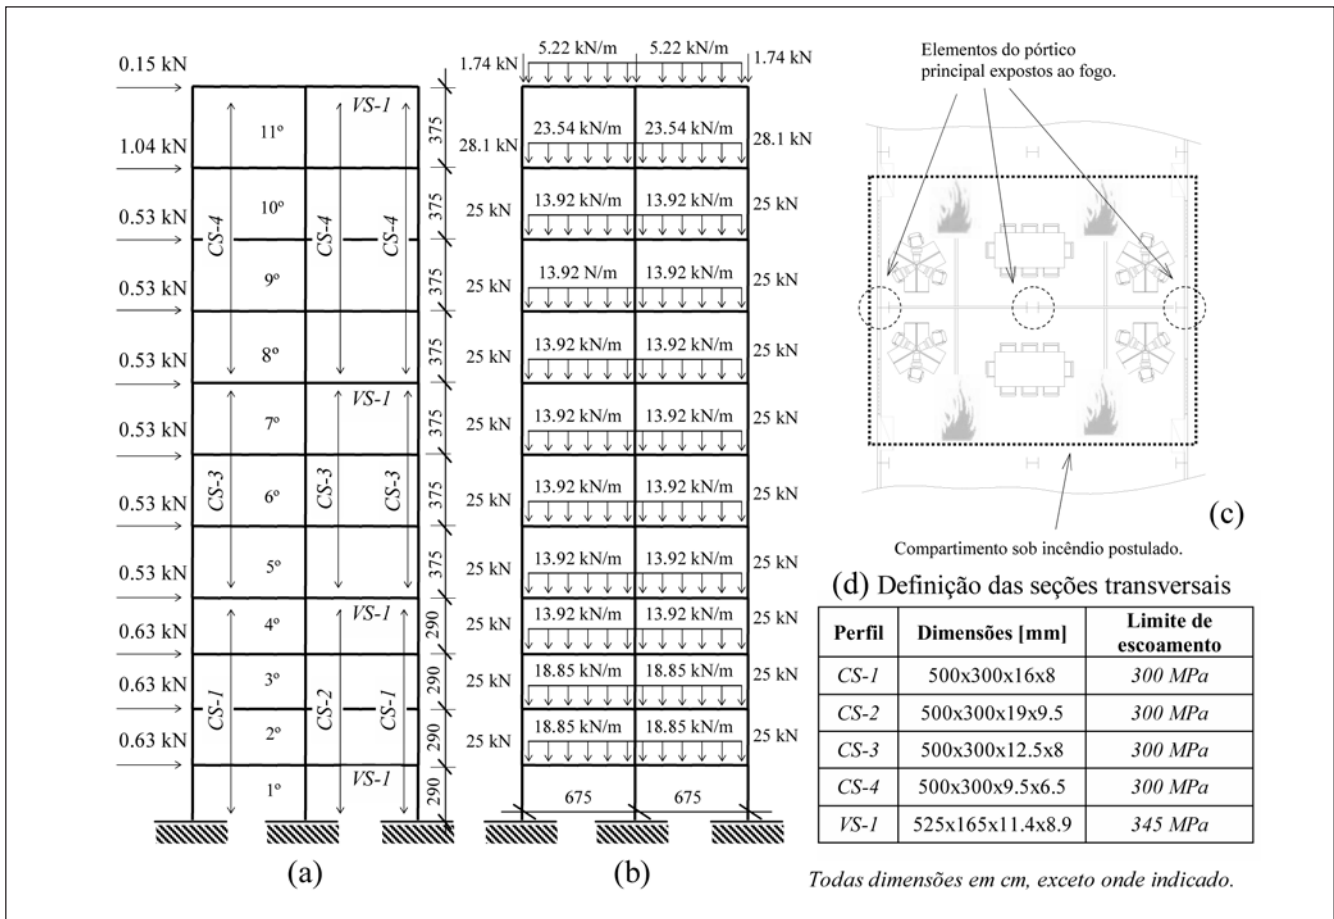 0.15 kN
1.04 kN
0.53 kN
0.53 kN
0.53 kN
0.53 kN
0.53 kN
0.53 kN
0.63 kN
0.63 kN
0.63 kN
VS-1
11º
10º
9º
8º
CS-4
CS-4
CS-4
VS-1
7º
6º
5º
CS-3
CS-3
CS-3
VS-1
4º
3º
2º
1º
CS-1
CS-2
CS-1
VS-1
375
375
375
375
375
375
375
290
290
290
290
(a)
5.22 kN/m 5.22 kN/m
1.74 kN 1.74 kN
23.54 kN/m 23.54 kN/m
28.1 kN 28.1 kN
13.92 kN/m 13.92 kN/m
25 kN 25 kN
13.92 N/m 13.92 kN/m
25 kN 25 kN
13.92 kN/m 13.92 kN/m
25 kN 25 kN
13.92 kN/m 13.92 kN/m
25 kN 25 kN
13.92 kN/m 13.92 kN/m
25 kN 25 kN
13.92 kN/m 13.92 kN/m
25 kN 25 kN
13.92 kN/m 13.92 kN/m
25 kN 25 kN
18.85 kN/m 18.85 kN/m
25 kN 25 kN
18.85 kN/m 18.85 kN/m
25 kN 25 kN
675 675
(b)
Elementos do pórtico
principal expostos ao fogo.
(c)
Compartimento sob incêndio postulado.
(d) Definição das seções transversais
Perfil Dimensões [mm] Limite de
escoamento
CS-1 500x300x16x8 300 MPa
CS-2 500x300x19x9.5 300 MPa
CS-3 500x300x12.5x8 300 MPa
CS-4 500x300x9.5x6.5 300 MPa
VS-1 525x165x11.4x8.9 345 MPa
Todas dimensões em cm, exceto onde indicado.